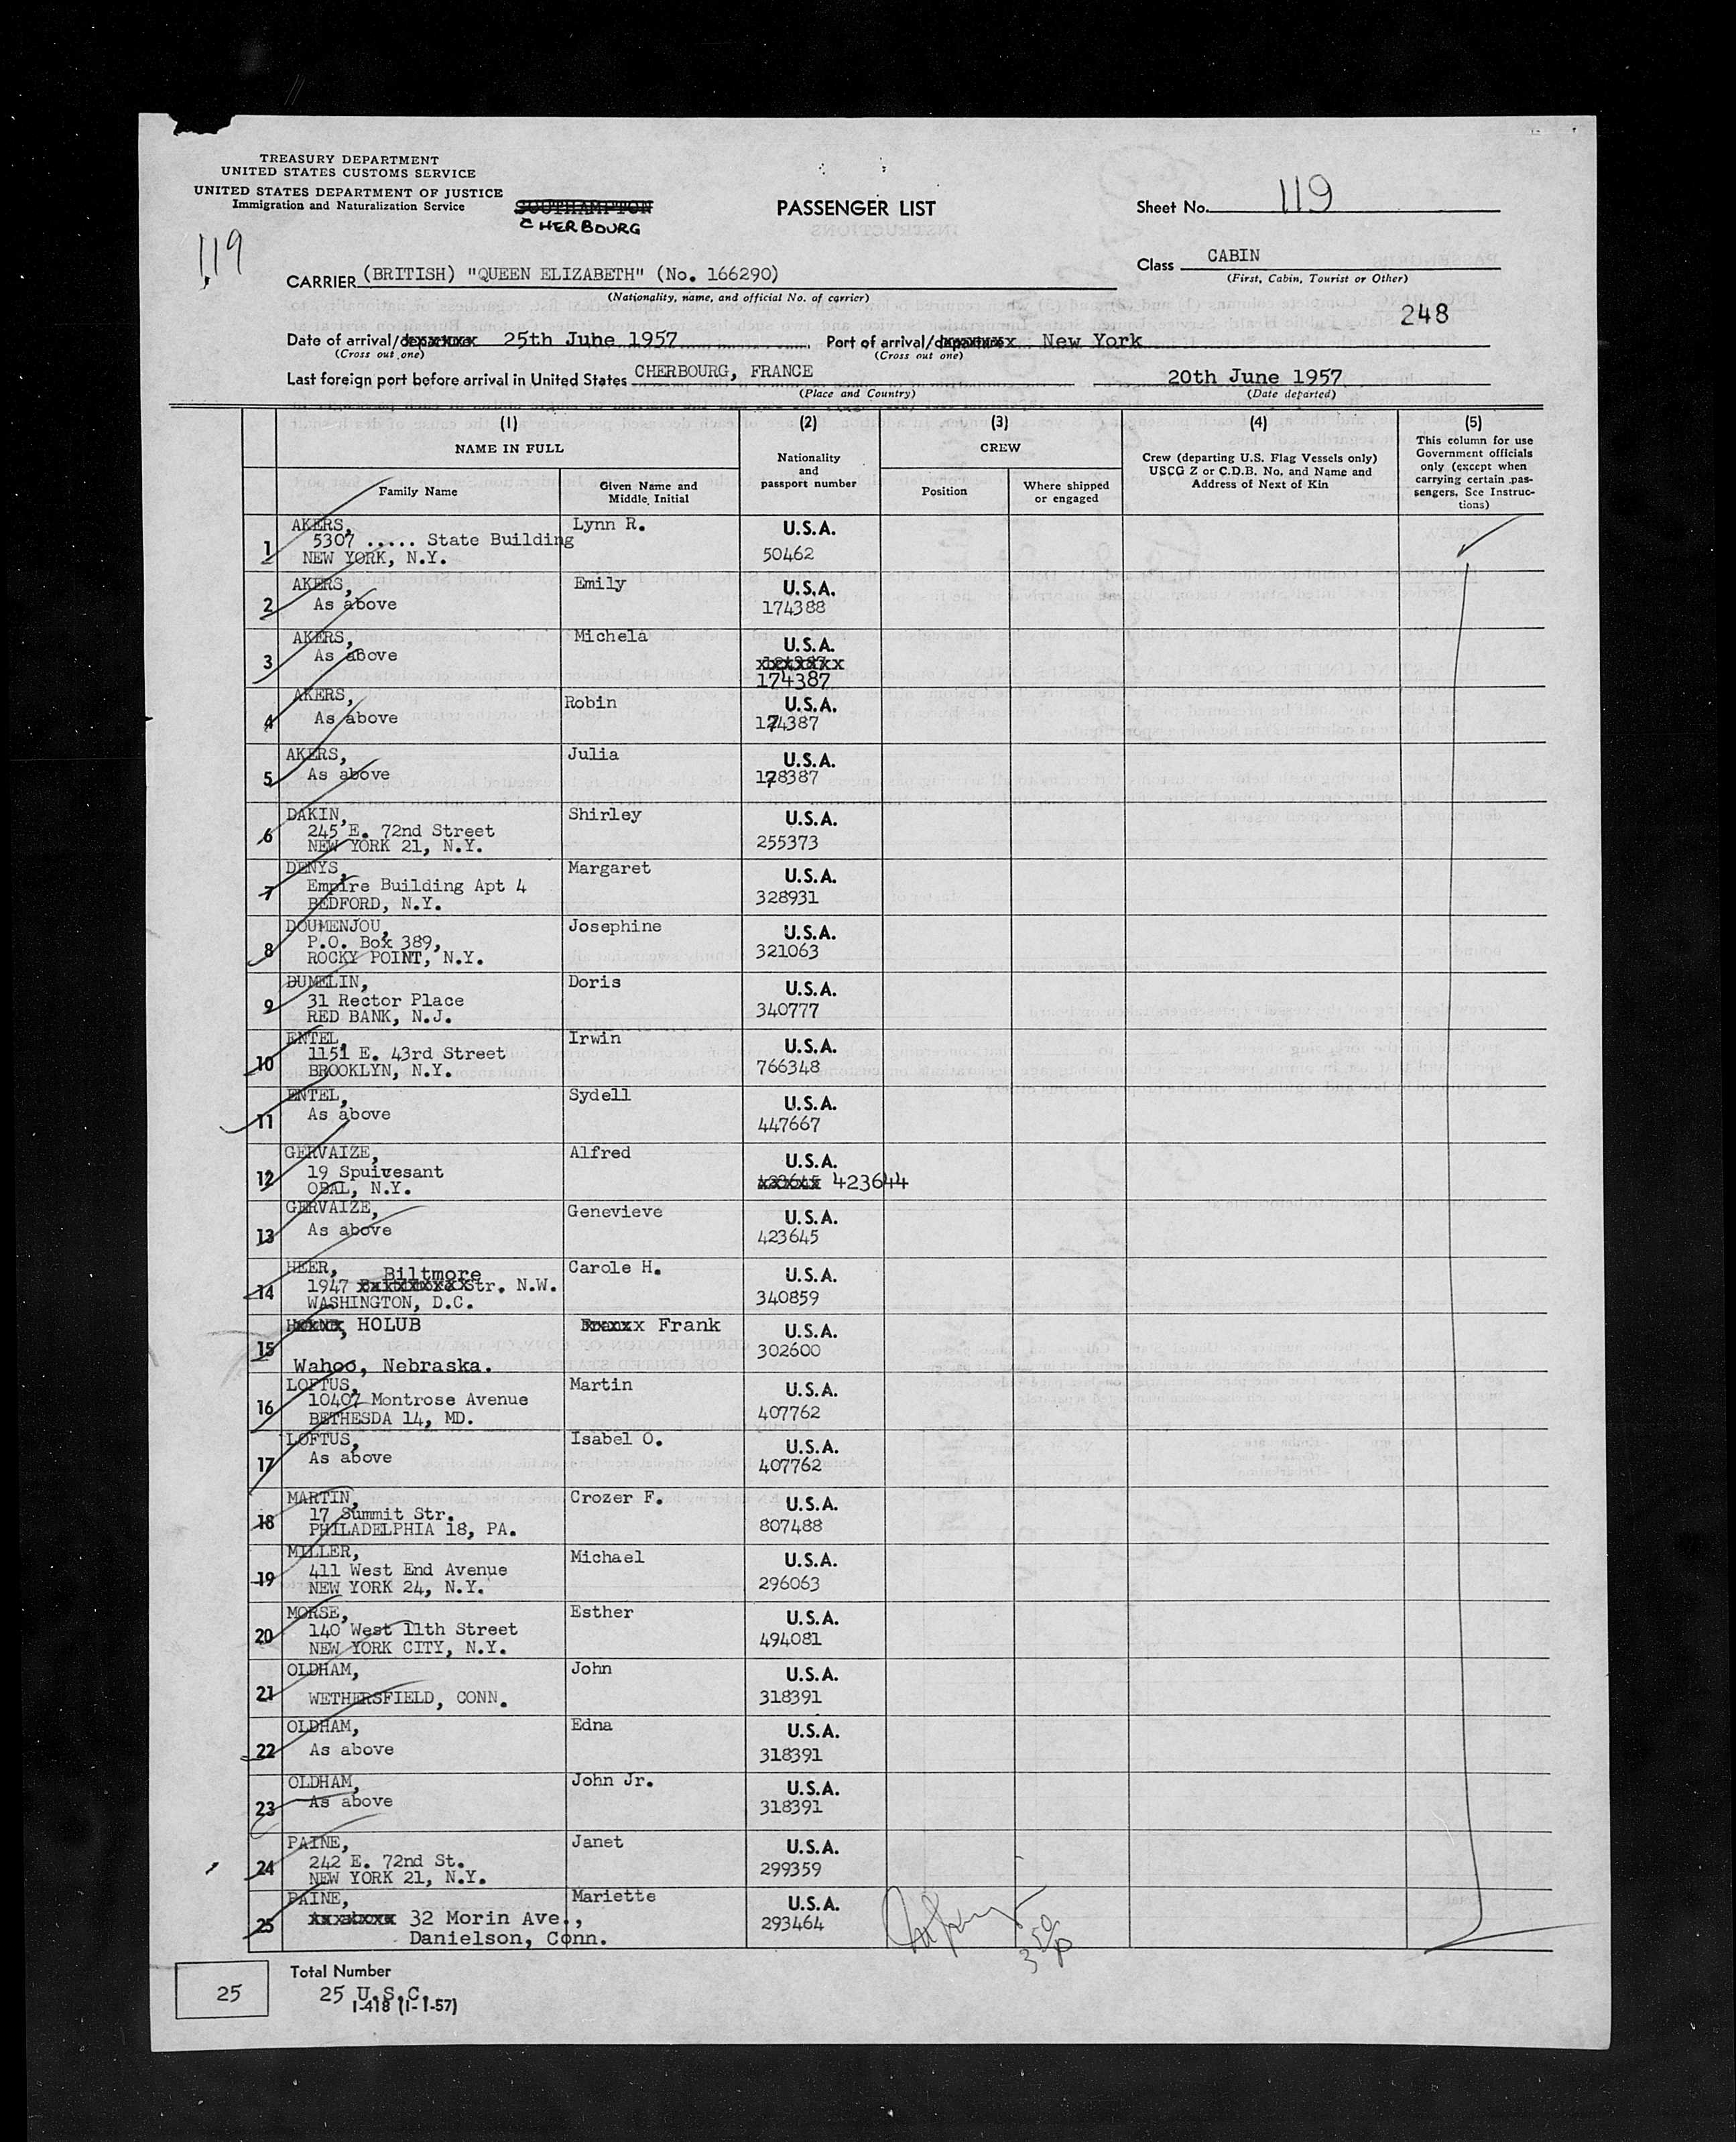 TREASURY DEPARTMENT
UNITED STATES CUSTOMS SERVICE
UNITED STATES DEPARTMENT OF JUSTICE
Immigration and Naturalization Service
SOUTHAMPTON
CHERBOURG
PASSENGER LIST
Sheet No. 119
119
Class CABIN
(First, Cabin, Tourist or Other)
CARRIER (BRITISH) "QUEEN ELIZABETH" (No. 166290)
(Nationality, name, and official No. of carrier)
248
Date of arrival/departure 25th June 1957 Port of arrival/departure New York
(Cross out one) (Cross out one)
Last foreign port before arrival in United States CHERBOURG, FRANCE 20th June 1957
(Place and Country) (Date departed)
(1) (2) (3) (4) (5)
NAME IN FULL
Family Name
Given Name and Middle Initial
Nationality and passport number
CREW
Position
Where shipped or engaged
Crew (departing U.S. Flag Vessels only)
USCG Z or C.D.B. No. and Name and
Address of Next of Kin
This column for use
Government officials
only (except when
carrying certain pas-
sengers, See Instruc-
tions)
1 AKERS, Lynn R. U.S.A.
5307 ..... State Building
NEW YORK, N.Y. 50462
2 AKERS, Emily U.S.A.
As above 174388
3 AKERS, Michela U.S.A.
As above
174387
4 AKERS, Robin U.S.A.
As above 174387
5 AKERS, Julia U.S.A.
As above 178387
6 DAKIN, Shirley U.S.A.
245 E. 72nd Street
NEW YORK 21, N.Y. 255373
7 DENYS, Margaret U.S.A.
Empire Building Apt 4
BEDFORD, N.Y. 328931
8 DOUMENJOU, Josephine U.S.A.
P.O. Box 389,
ROCKY POINT, N.Y. 321063
9 DUMELIN, Doris U.S.A.
31 Rector Place
RED BANK, N.J. 340777
10 ENTEL, Irwin U.S.A.
1151 E. 43rd Street
BROOKLYN, N.Y. 766348
11 ENTEL, Sydell U.S.A.
As above 447667
12 GERVAIZE, Alfred U.S.A.
19 Spuivesant
OBAL, N.Y. 423644
13 GERVAIZE, Genevieve U.S.A.
As above 423645
14 HEER, Carole H. U.S.A.
Biltmore
1947 Str. N.W.
WASHINGTON, D.C. 340859
15 HOLUB Frank U.S.A.
302600
Wahoo, Nebraska.
16 LOFTUS, Martin U.S.A.
10407 Montrose Avenue
BETHESDA 14, MD. 407762
17 LOFTUS, Isabel O. U.S.A.
As above 407762
18 MARTIN, Crozer F. U.S.A.
17 Summit Str.
PHILADELPHIA 18, PA. 807488
19 MILLER, Michael U.S.A.
411 West End Avenue
NEW YORK 24, N.Y. 296063
20 MORSE, Esther U.S.A.
140 West 11th Street
NEW YORK CITY, N.Y. 494081
21 OLDHAM, John U.S.A.
WETHERSFIELD, CONN. 318391
22 OLDHAM, Edna U.S.A.
As above 318391
23 OLDHAM, John Jr. U.S.A.
As above 318391
24 PAINE, Janet U.S.A.
242 E. 72nd St.
NEW YORK 21, N.Y. 299359
25 PAINE, Mariette U.S.A.
32 Morin Ave., 293464
Danielson, Conn.
25
Total Number
25 U.S.C.
I-418 (1-1-57)